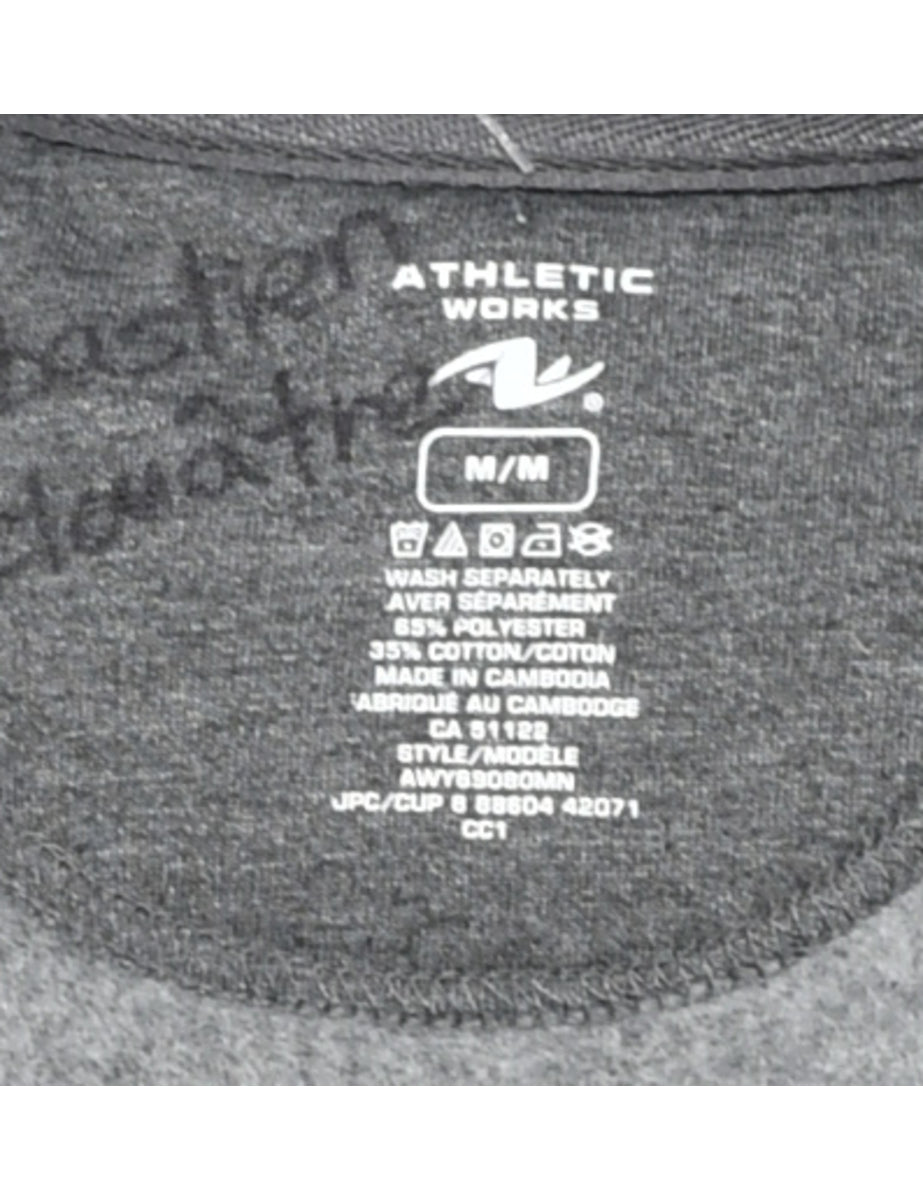 ATHLETIC
WORKS
®
M/M
WASH SEPARATELY
AVER SÉPARÉMENT
65% POLYESTER
35% COTTON/COTON
MADE IN CAMBODIA
ABRIQUÉ AU CAMBODGE
CA 51122
STYLE/MODÈLE
AWY69080MN
UPC/CUP 6 88604 42071
CC1